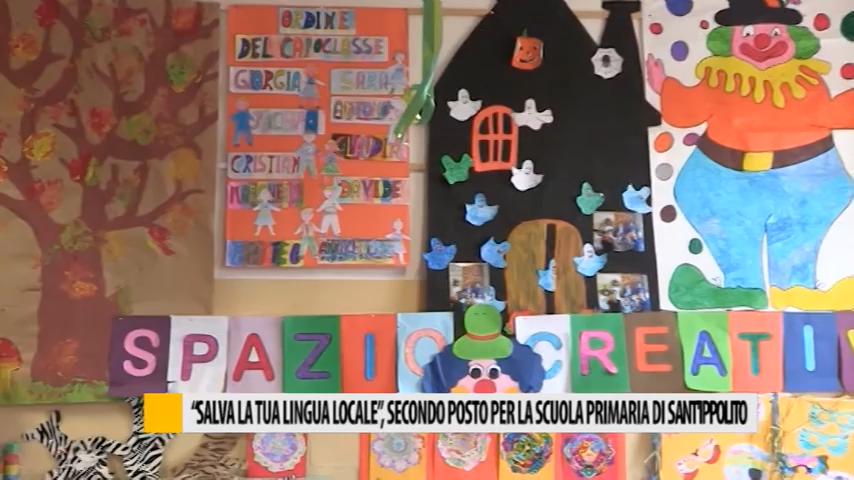 ORDINE
DEL CAPOCLASSE
GIORGIA SARA
CRISTIAN
DAVIDE
SPAZIO CREATIV
“SALVA LA TUA LINGUA LOCALE”, SECONDO POSTO PER LA SCUOLA PRIMARIA DI SANT'IPPOLITO